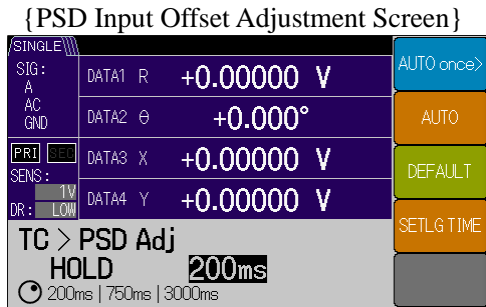 {PSD Input Offset Adjustment Screen}
SINGLE
SIG:
A
AC
GND
PRI SEC
SENS:
1V
DR: LOW
DATA1 R +0.00000 V
DATA2 θ +0.000°
DATA3 X +0.00000 V
DATA4 Y +0.00000 V
TC > PSD Adj
HOLD 200ms
200ms | 750ms | 3000ms
AUTO once>
AUTO
DEFAULT
SETLG TIME